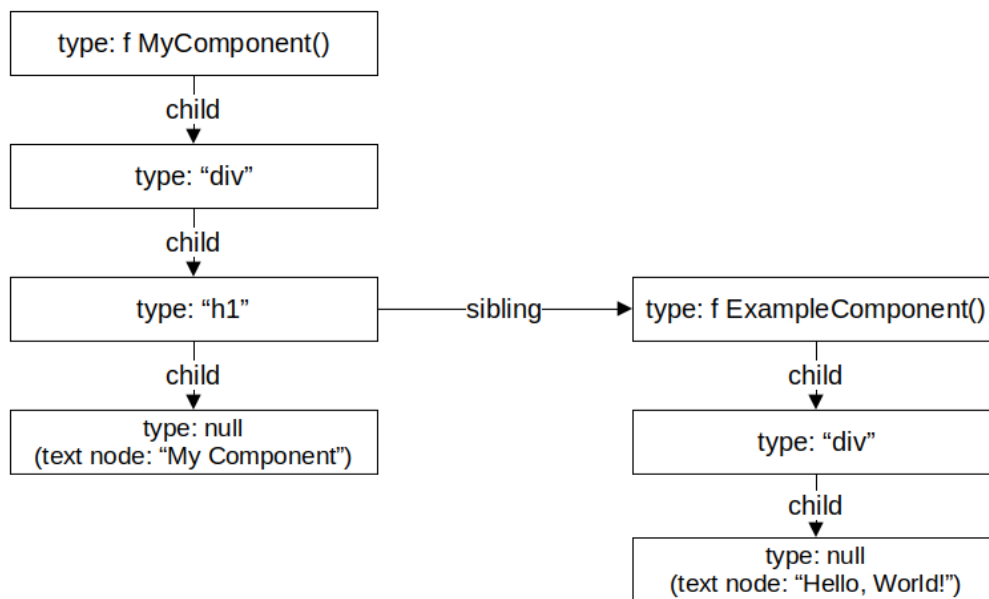 type: f MyComponent()
child
type: “div”
child
type: “h1”
sibling
type: f ExampleComponent()
child
child
type: null
(text node: “My Component”)
type: “div”
child
type: null
(text node: “Hello, World!”)